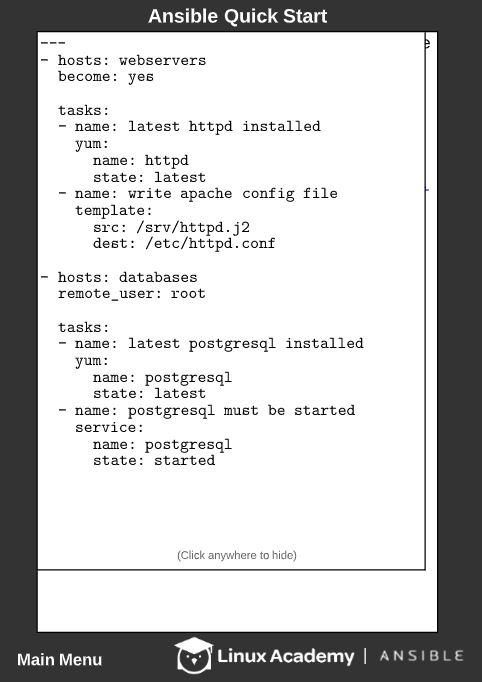 Ansible Quick Start
---
- hosts: webservers
  become: yes

  tasks:
  - name: latest httpd installed
    yum:
      name: httpd
      state: latest
  - name: write apache config file
    template:
      src: /srv/httpd.j2
      dest: /etc/httpd.conf

- hosts: databases
  remote_user: root

  tasks:
  - name: latest postgresql installed
    yum:
      name: postgresql
      state: latest
  - name: postgresql must be started
    service:
      name: postgresql
      state: started
(Click anywhere to hide)
Main Menu
Linux Academy | ANSIBLE